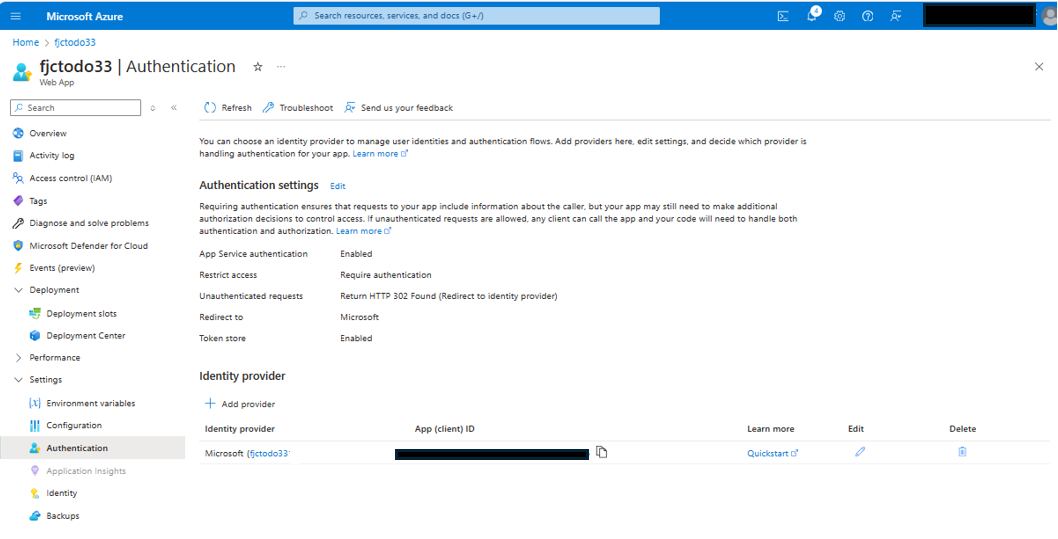 Microsoft Azure
Search resources, services, and docs (G+/)
4
Home > fjctodo33
fjctodo33 | Authentication
Web App
Search
Refresh
Troubleshoot
Send us your feedback
Overview
Activity log
Access control (IAM)
Tags
Diagnose and solve problems
Microsoft Defender for Cloud
Events (preview)
Deployment
Deployment slots
Deployment Center
Performance
Settings
Environment variables
Configuration
Authentication
Application Insights
Identity
Backups
You can choose an identity provider to manage user identities and authentication flows. Add providers here, edit settings, and decide which provider is
handling authentication for your app. Learn more
Authentication settings Edit
Requiring authentication ensures that requests to your app include information about the caller, but your app may still need to make additional
authorization decisions to control access. If unauthenticated requests are allowed, any client can call the app and your code will need to handle both
authentication and authorization. Learn more
App Service authentication Enabled
Restrict access Require authentication
Unauthenticated requests Return HTTP 302 Found (Redirect to identity provider)
Redirect to Microsoft
Token store Enabled
Identity provider
Add provider
Identity provider App (client) ID Learn more Edit Delete
Microsoft (fjctodo33 Quickstart